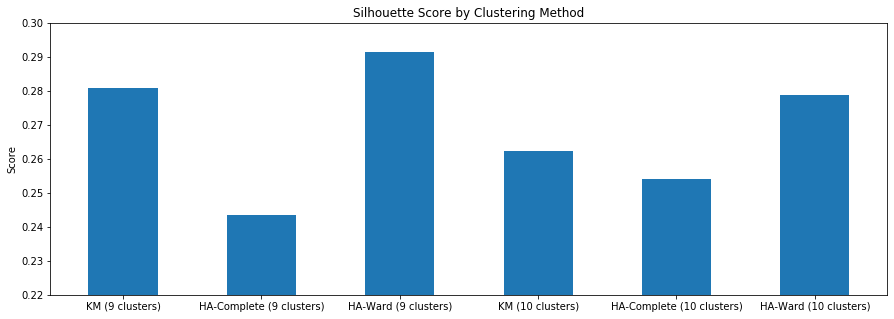 Silhouette Score by Clustering Method
Score
0.30
0.29
0.28
0.27
0.26
0.25
0.24
0.23
0.22
KM (9 clusters)
HA-Complete (9 clusters)
HA-Ward (9 clusters)
KM (10 clusters)
HA-Complete (10 clusters)
HA-Ward (10 clusters)